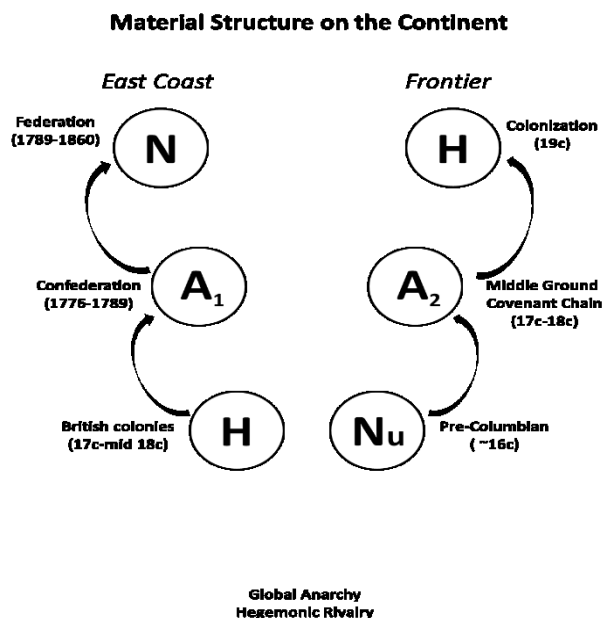 Material Structure on the Continent
East Coast
Frontier
Federation
(1789-1860)
N
H
Colonization
(19c)
Confederation
(1776-1789)
A1
A2
Middle Ground
Covenant Chain
(17c-18c)
British colonies
(17c-mid 18c)
H
Nu
Pre-Columbian
( ~16c)
Global Anarchy
Hegemonic Rivalry